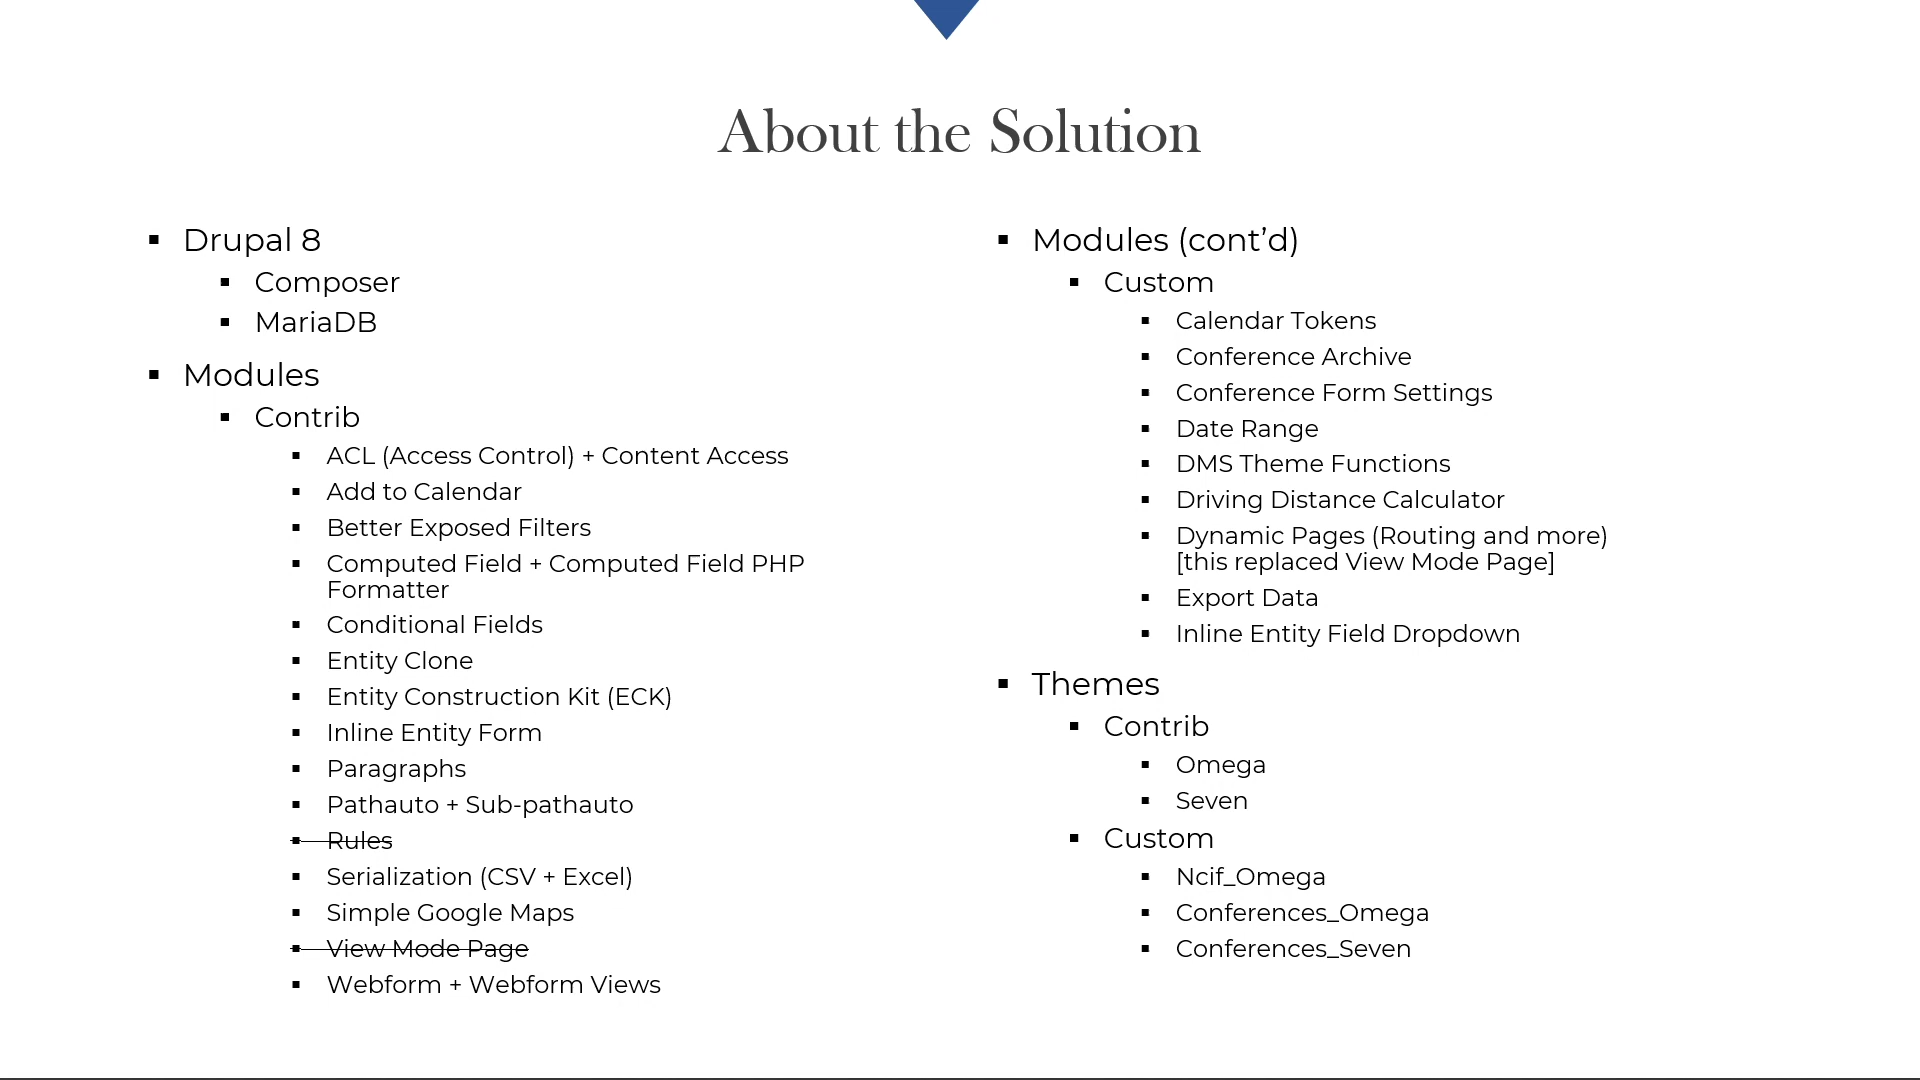 About the Solution
Drupal 8
Composer
MariaDB
Modules
Contrib
ACL (Access Control) + Content Access
Add to Calendar
Better Exposed Filters
Computed Field + Computed Field PHP
Formatter
Conditional Fields
Entity Clone
Entity Construction Kit (ECK)
Inline Entity Form
Paragraphs
Pathauto + Sub-pathauto
Rules
Serialization (CSV + Excel)
Simple Google Maps
View Mode Page
Webform + Webform Views
Modules (cont’d)
Custom
Calendar Tokens
Conference Archive
Conference Form Settings
Date Range
DMS Theme Functions
Driving Distance Calculator
Dynamic Pages (Routing and more)
[this replaced View Mode Page]
Export Data
Inline Entity Field Dropdown
Themes
Contrib
Omega
Seven
Custom
Ncif_Omega
Conferences_Omega
Conferences_Seven